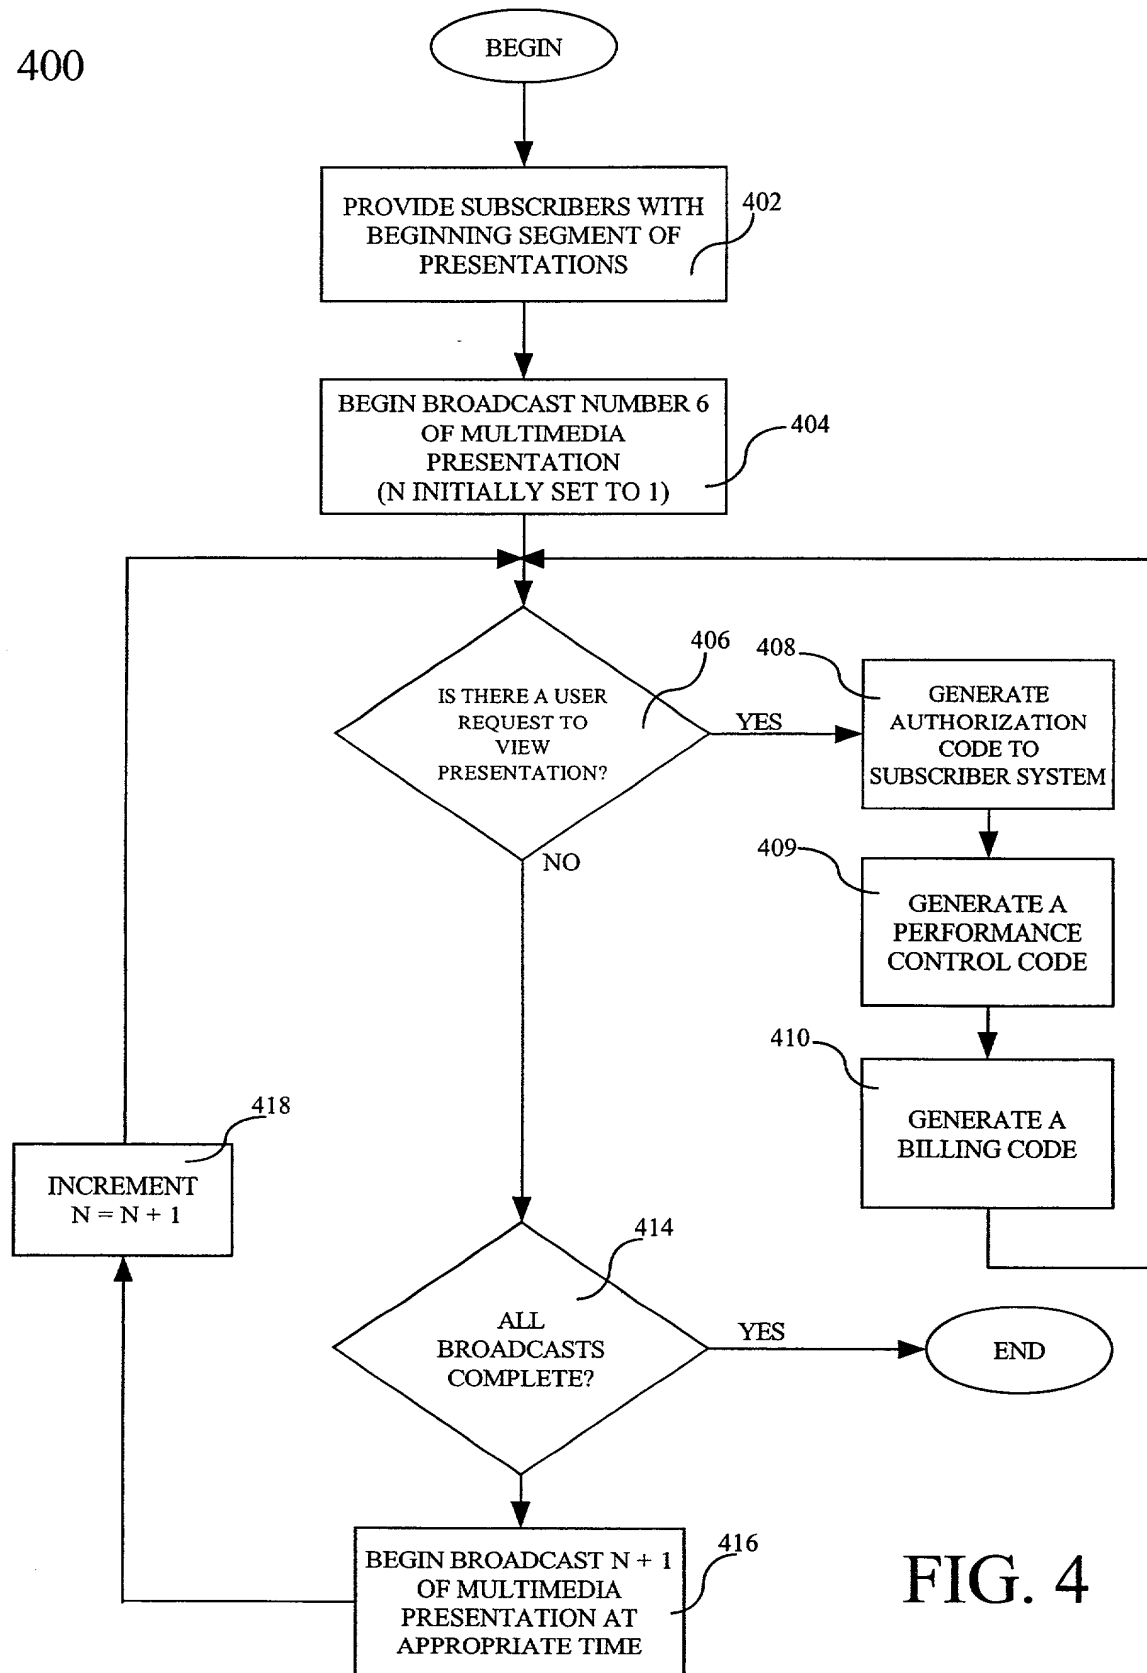 400
BEGIN
PROVIDE SUBSCRIBERS WITH
BEGINNING SEGMENT OF
PRESENTATIONS
402
BEGIN BROADCAST NUMBER 6
OF MULTIMEDIA
PRESENTATION
(N INITIALLY SET TO 1)
404
IS THERE A USER
REQUEST TO
VIEW
PRESENTATION?
406
YES
NO
408
GENERATE
AUTHORIZATION
CODE TO
SUBSCRIBER SYSTEM
409
GENERATE A
PERFORMANCE
CONTROL CODE
410
GENERATE A
BILLING CODE
418
INCREMENT
N = N + 1
414
ALL
BROADCASTS
COMPLETE?
YES
END
BEGIN BROADCAST N + 1
OF MULTIMEDIA
PRESENTATION AT
APPROPRIATE TIME
416
FIG. 4